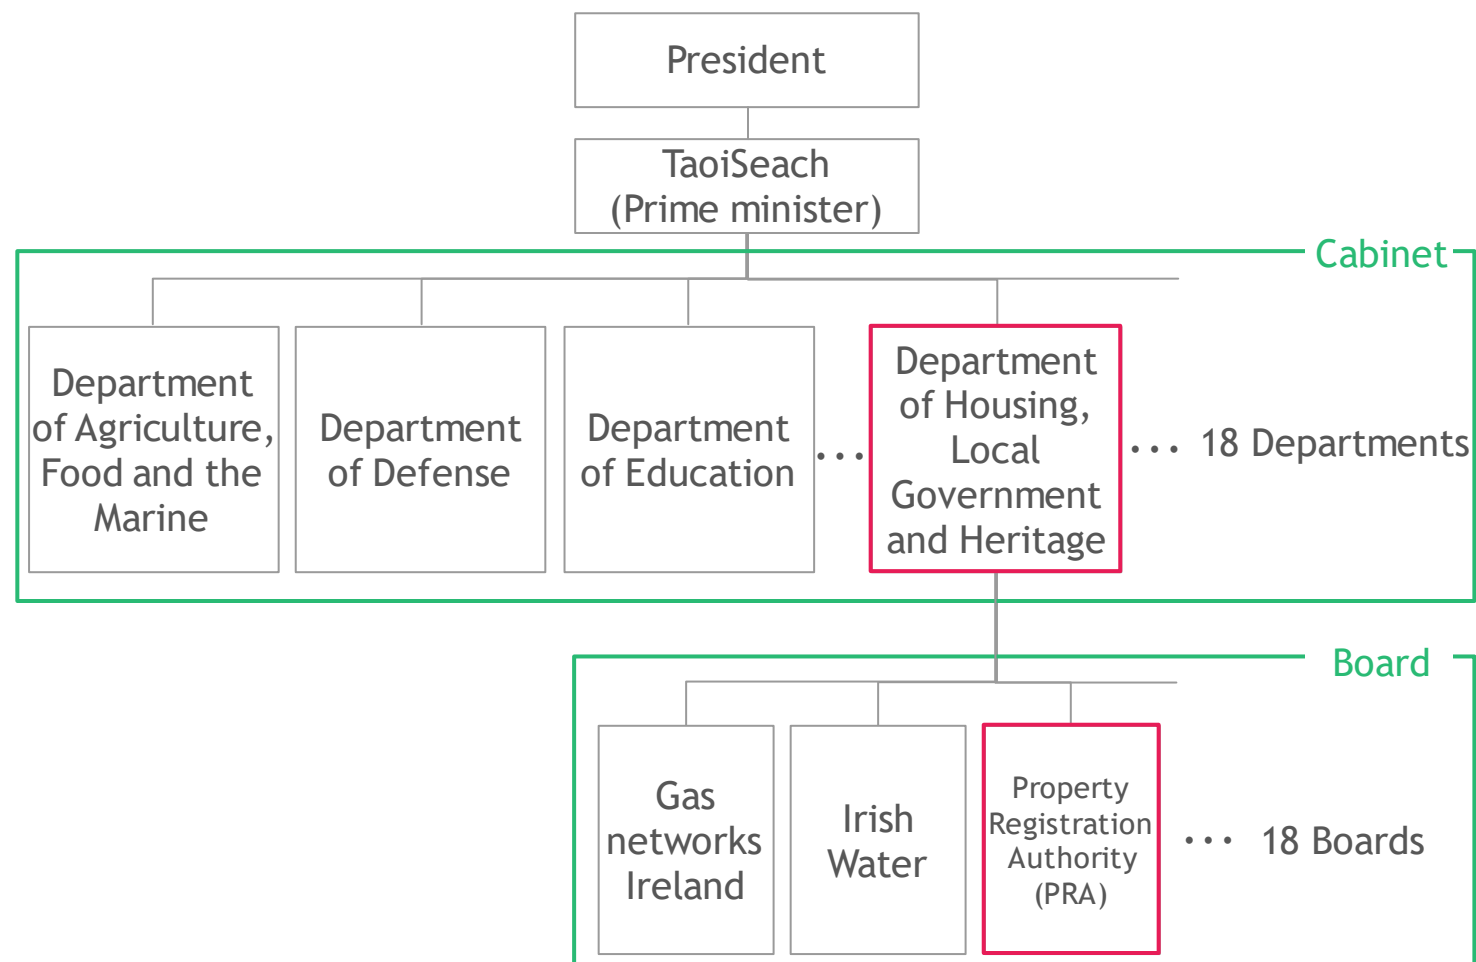 President
TaoiSeach
(Prime minister)
Cabinet
Department
of Agriculture,
Food and the
Marine
Department
of Defense
Department
of Education
...
Department
of Housing,
Local
Government
and Heritage
... 18 Departments
Board
Gas
networks
Ireland
Irish
Water
Property
Registration
Authority
(PRA)
... 18 Boards